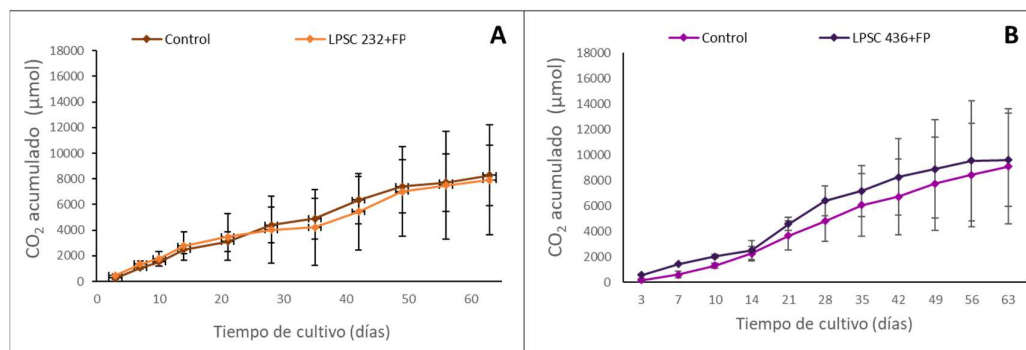 Control
LPSC 232+FP
A
18000
16000
14000
12000
10000
8000
6000
4000
2000
0
CO₂ acumulado (µmol)
0 10 20 30 40 50 60
Tiempo de cultivo (días)
Control
LPSC 436+FP
B
18000
16000
14000
12000
10000
8000
6000
4000
2000
0
CO₂ acumulado (µmol)
3 7 10 14 21 28 35 42 49 56 63
Tiempo de cultivo (días)